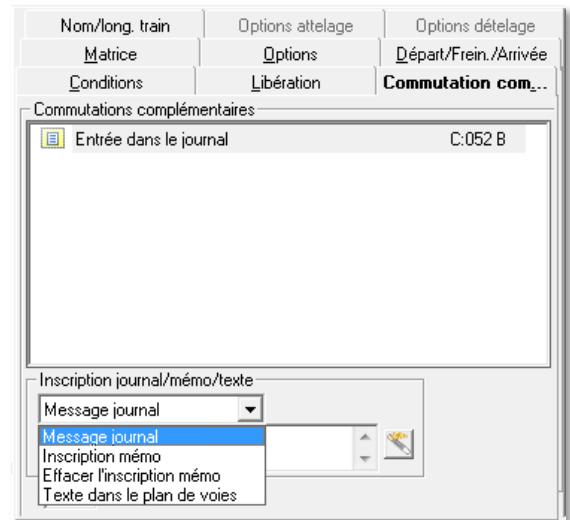 Nom/long. train Options attelage Options dételage
Matrice Options Départ/Frein./Arrivée
Conditions Libération Commutation com...
Commutations complémentaires
Entrée dans le journal C:052 B
Inscription journal/mémo/texte
Message journal
Message journal
Inscription mémo
Effacer l'inscription mémo
Texte dans le plan de voies